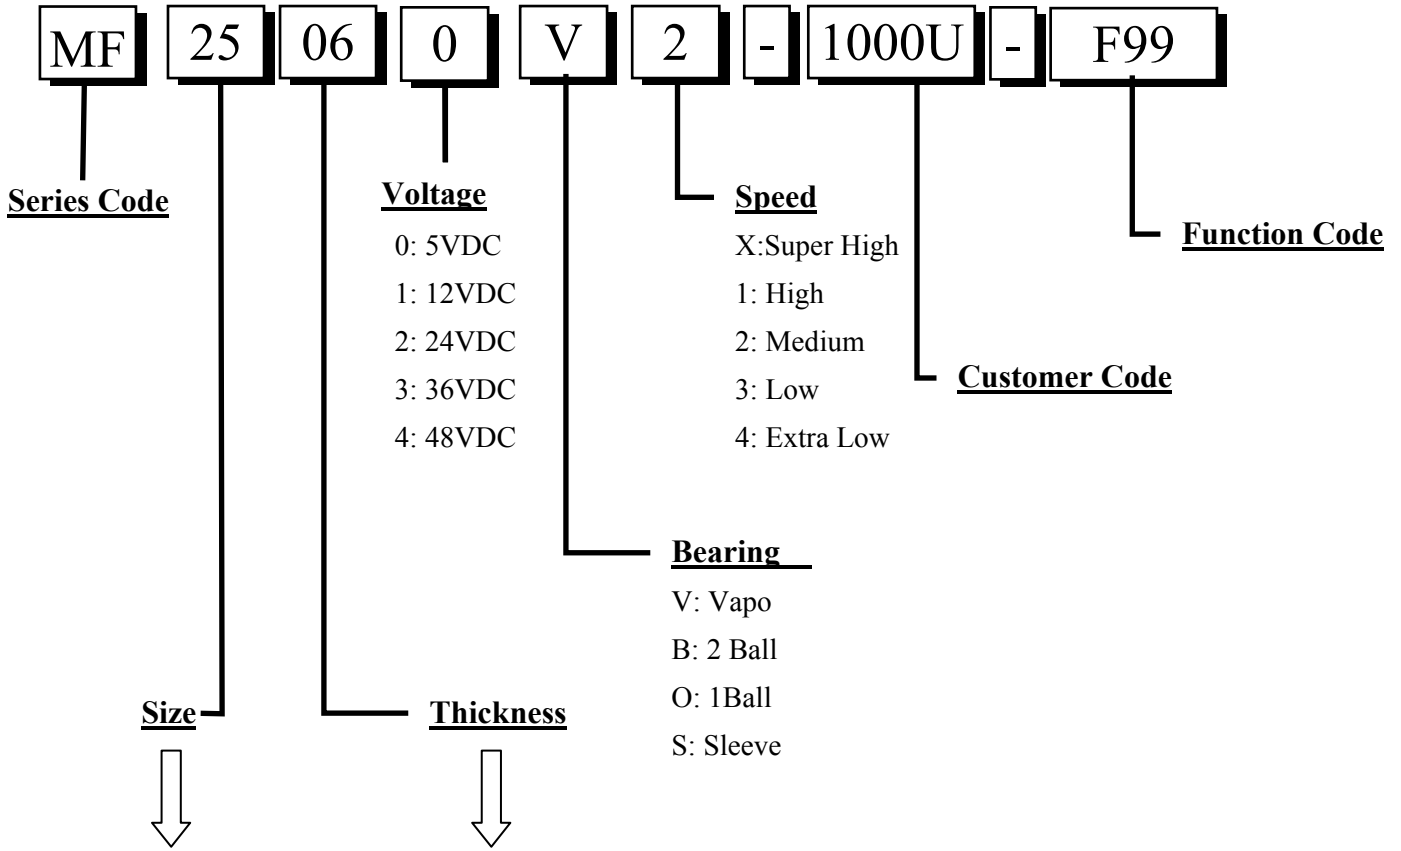 MF 25 06 0 V 2 - 1000U - F99
Series Code
Voltage
0: 5VDC
1: 12VDC
2: 24VDC
3: 36VDC
4: 48VDC
Speed
X:Super High
1: High
2: Medium
3: Low
4: Extra Low
Function Code
Customer Code
Bearing
V: Vapo
B: 2 Ball
O: 1Ball
S: Sleeve
Size
Thickness